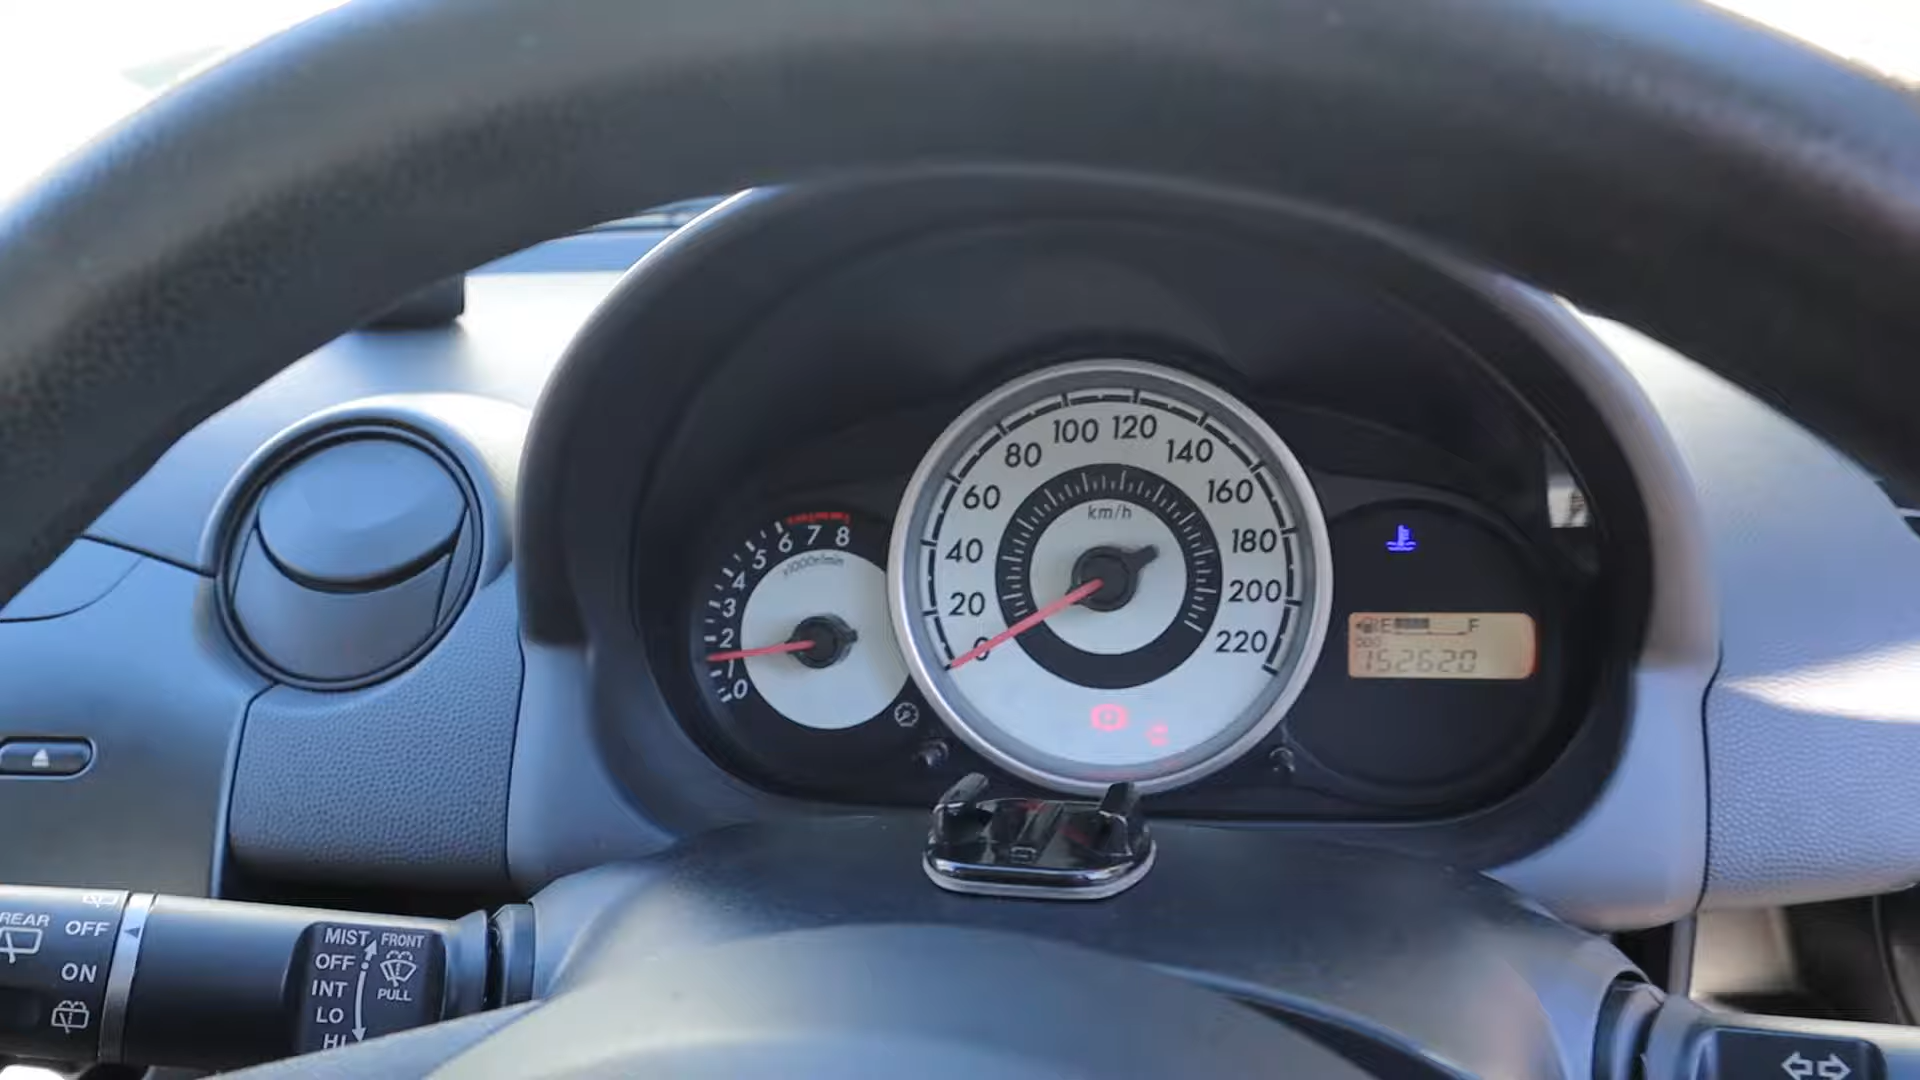 0 1 2 3 4 5 6 7 8
x1000r/min
0 20 40 60 80 100 120 140 160 180 200 220
km/h
E F
ODO
152620
REAR
OFF
ON
MIST
OFF
INT
LO
HI
FRONT
PULL